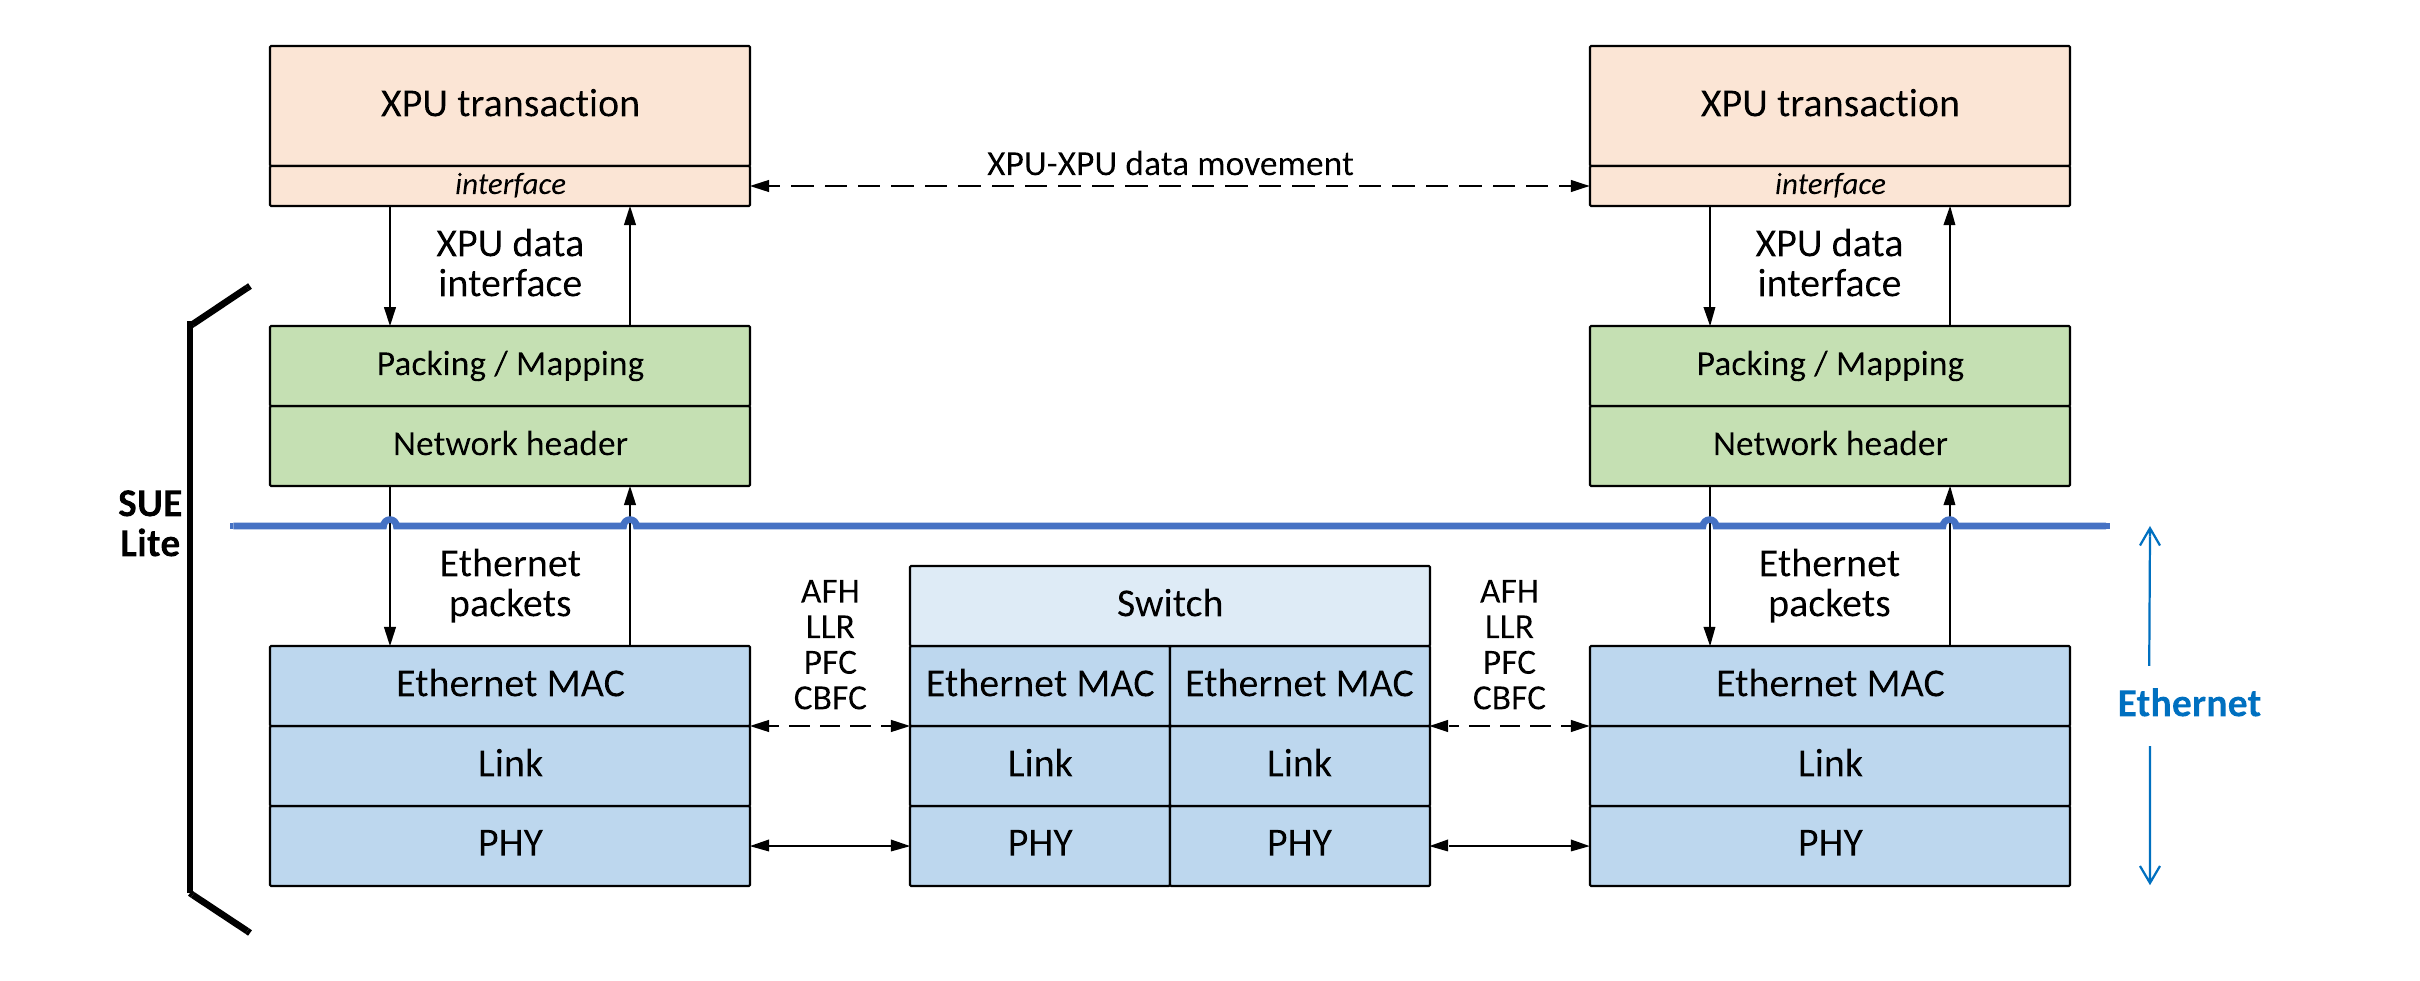 XPU transaction
interface
XPU transaction
interface
XPU-XPU data movement
XPU data
interface
XPU data
interface
Packing / Mapping
Network header
Packing / Mapping
Network header
SUE
Lite
Ethernet
packets
AFH
LLR
PFC
CBFC
Switch
AFH
LLR
PFC
CBFC
Ethernet
packets
Ethernet MAC
Link
PHY
Ethernet MAC
Ethernet MAC
Link
Link
PHY
PHY
Ethernet MAC
Link
PHY
Ethernet